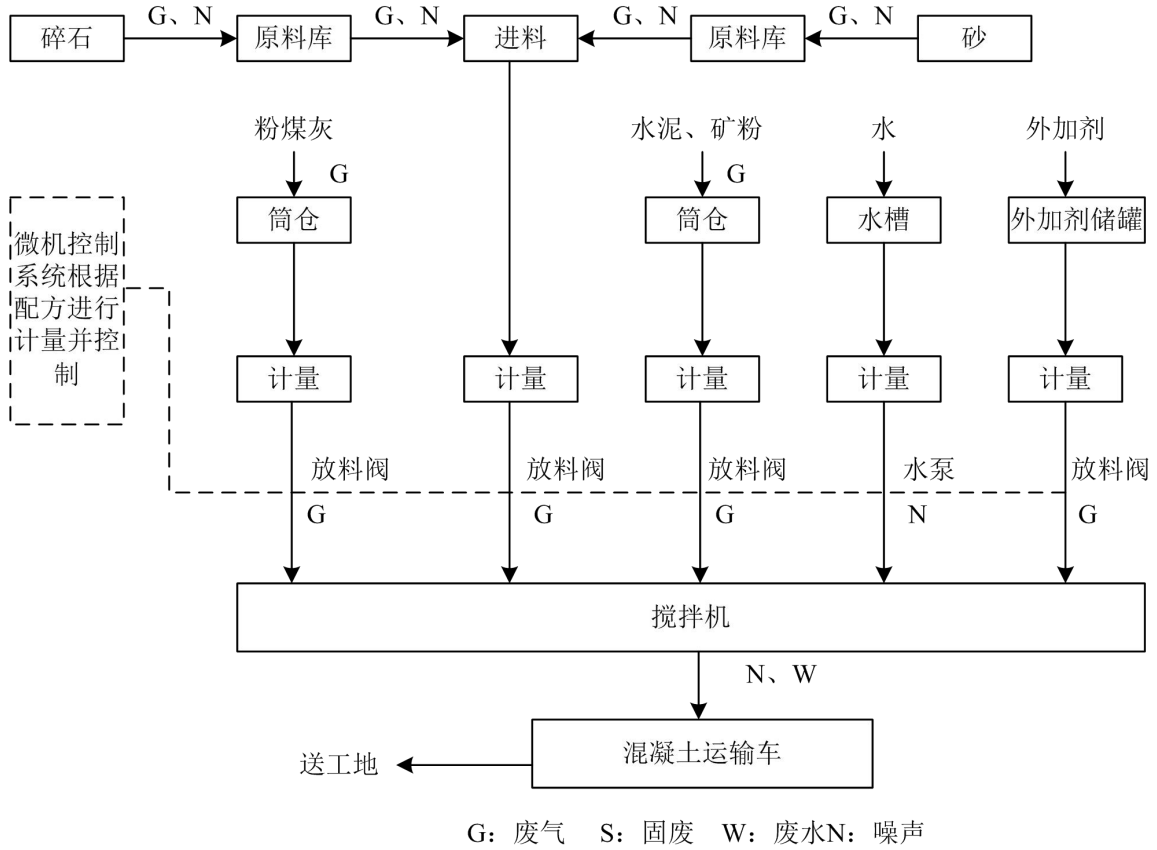 G、N
G、N
G、N
G、N
碎石
原料库
进料
原料库
砂
粉煤灰
水泥、矿粉
水
外加剂
G
G
筒仓
筒仓
水槽
外加剂储罐
微机控制
系统根据
配方进行
计量并控
制
计量
计量
计量
计量
计量
放料阀
放料阀
放料阀
水泵
放料阀
G
G
G
N
G
搅拌机
N、W
混凝土运输车
送工地
G：废气 S：固废 W：废水N：噪声